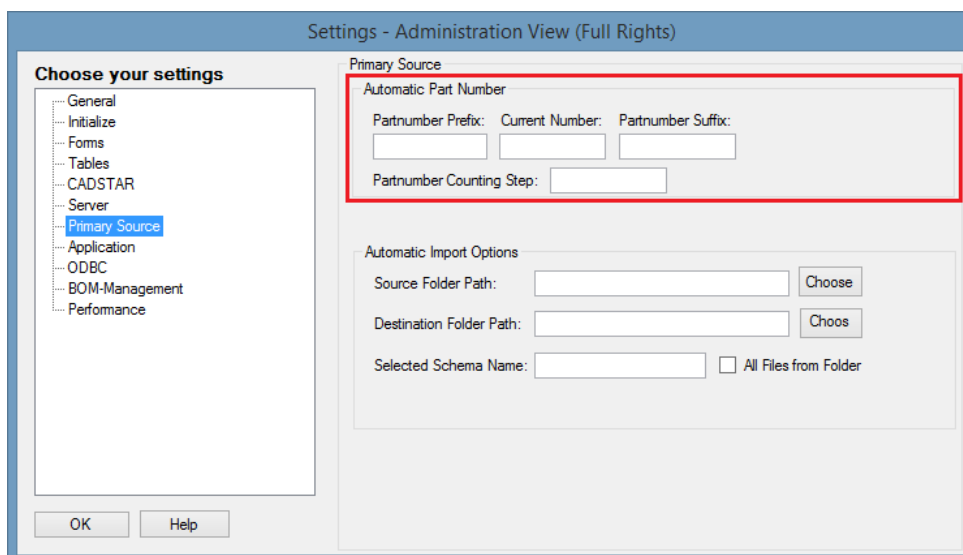 Settings - Administration View (Full Rights)
Choose your settings
General
Initialize
Forms
Tables
CADSTAR
Server
Primary Source
Application
ODBC
BOM-Management
Performance
OK Help
Primary Source
Automatic Part Number
Partnumber Prefix: Current Number: Partnumber Suffix:
Partnumber Counting Step:
Automatic Import Options
Source Folder Path: Choose
Destination Folder Path: Choos
Selected Schema Name: All Files from Folder